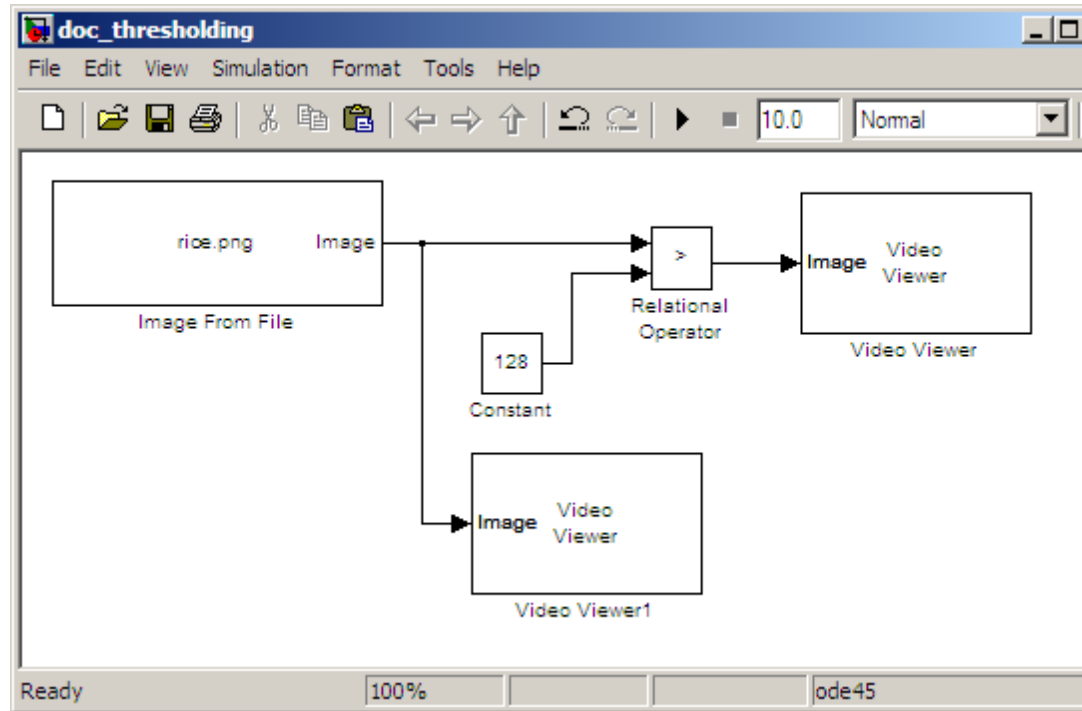 doc_thresholding
File Edit View Simulation Format Tools Help
10.0 Normal
rice.png Image
Image From File
>
Relational
Operator
Image Video
Viewer
Video Viewer
128
Constant
Image Video
Viewer
Video Viewer1
Ready 100% ode45